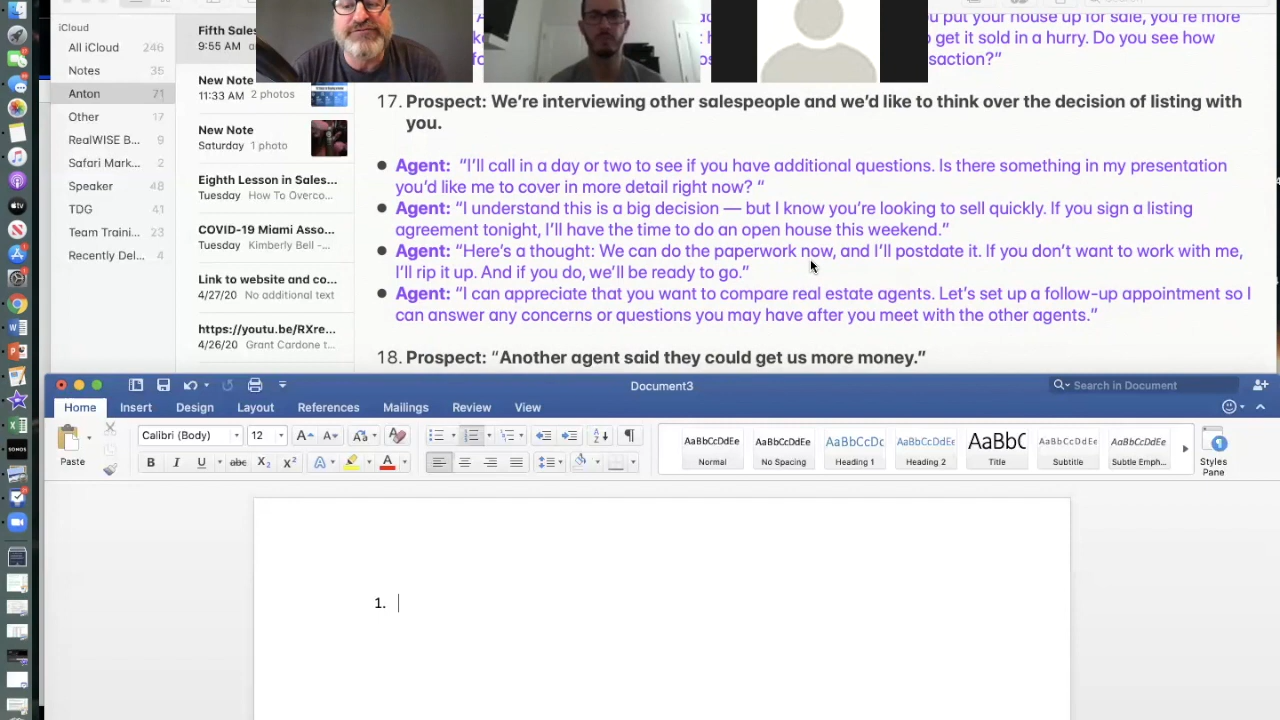 iCloud
All iCloud 246
Notes 35
Anton 71
Other 17
RealWISE B... 9
Safari Mark... 2
Speaker 48
TDG 41
Team Traini... 23
Recently Del... 4
Fifth Sales
9:55 AM
New Note
11:33 AM 2 photos
New Note
Saturday 1 photo
Eighth Lesson in Sales...
Tuesday How To Overco...
COVID-19 Miami Asso...
Tuesday Kimberly Bell -...
Link to website and co...
4/27/20 No additional text
https://youtu.be/RXre...
4/26/20 Grant Cardone t...
u put your house up for sale, you're more
to get it sold in a hurry. Do you see how
saction?"
17. Prospect: We're interviewing other salespeople and we'd like to think over the decision of listing with
you.
Agent: "I'll call in a day or two to see if you have additional questions. Is there something in my presentation
you'd like me to cover in more detail right now? "
Agent: "I understand this is a big decision — but I know you're looking to sell quickly. If you sign a listing
agreement tonight, I'll have the time to do an open house this weekend."
Agent: "Here's a thought: We can do the paperwork now, and I'll postdate it. If you don't want to work with me,
I'll rip it up. And if you do, we'll be ready to go."
Agent: "I can appreciate that you want to compare real estate agents. Let's set up a follow-up appointment so I
can answer any concerns or questions you may have after you meet with the other agents."
18. Prospect: "Another agent said they could get us more money."
Document3
Search in Document
Home Insert Design Layout References Mailings Review View
Paste
Calibri (Body) 12
B I U abc X₂ X²
AaBbCcDdEe AaBbCcDdEe AaBbCcDc AaBbCcDdEe AaBbC AaBbCcDdEe AaBbCcDdEe
Normal No Spacing Heading 1 Heading 2 Title Subtitle Subtle Emph... Styles
Pane
1.